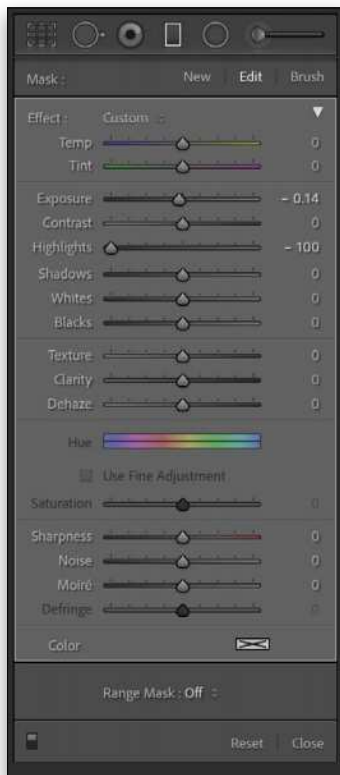 Mask : New Edit Brush
Effect : Custom
Temp 0
Tint 0
Exposure – 0.14
Contrast 0
Highlights – 100
Shadows 0
Whites 0
Blacks 0
Texture 0
Clarity 0
Dehaze 0
Hue
Use Fine Adjustment
Saturation 0
Sharpness 0
Noise 0
Moiré 0
Defringe 0
Color
Range Mask : Off
Reset Close